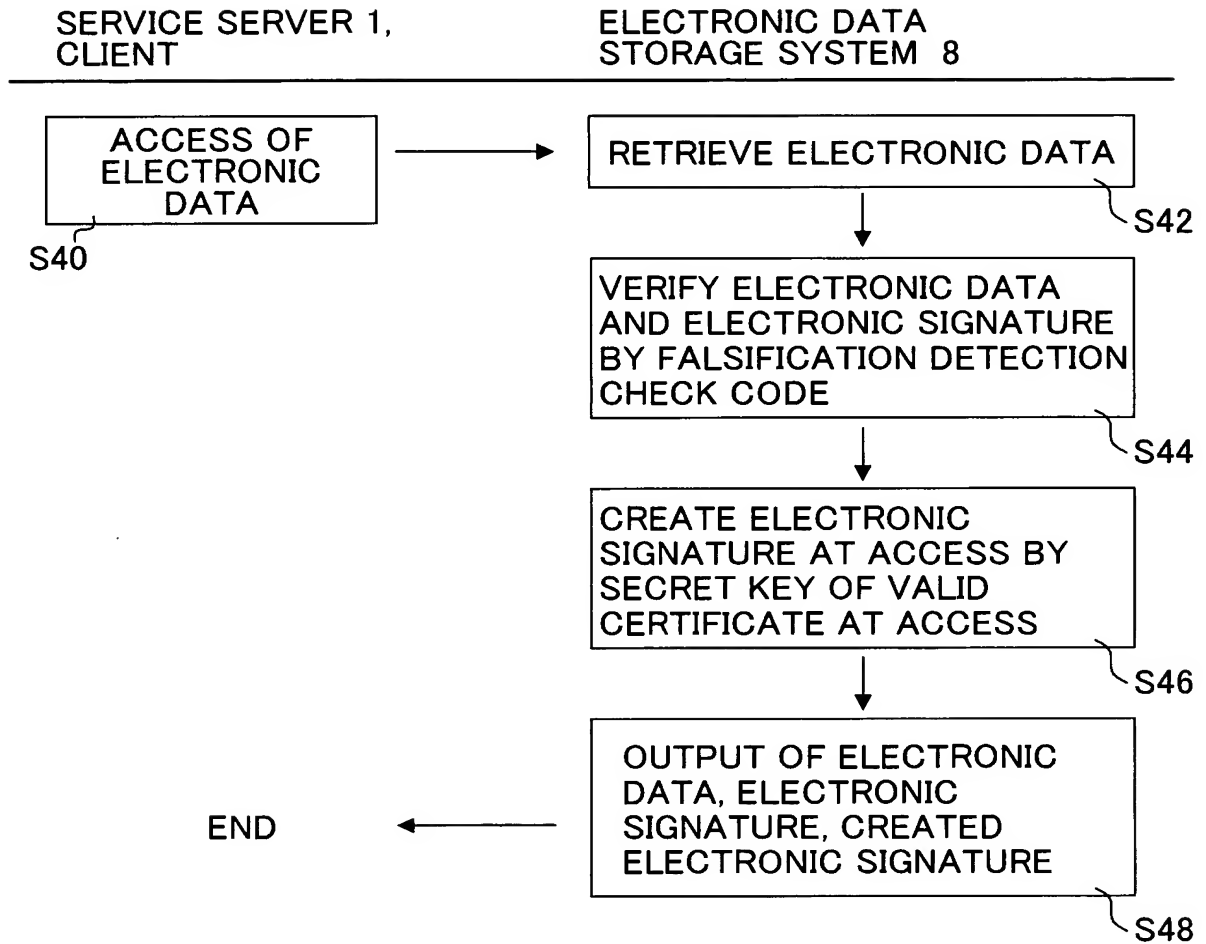 SERVICE SERVER 1,
CLIENT
ELECTRONIC DATA
STORAGE SYSTEM 8
ACCESS OF
ELECTRONIC
DATA
S40
RETRIEVE ELECTRONIC DATA
S42
VERIFY ELECTRONIC DATA
AND ELECTRONIC SIGNATURE
BY FALSIFICATION DETECTION
CHECK CODE
S44
CREATE ELECTRONIC
SIGNATURE AT ACCESS BY
SECRET KEY OF VALID
CERTIFICATE AT ACCESS
S46
OUTPUT OF ELECTRONIC
DATA, ELECTRONIC
SIGNATURE, CREATED
ELECTRONIC SIGNATURE
S48
END